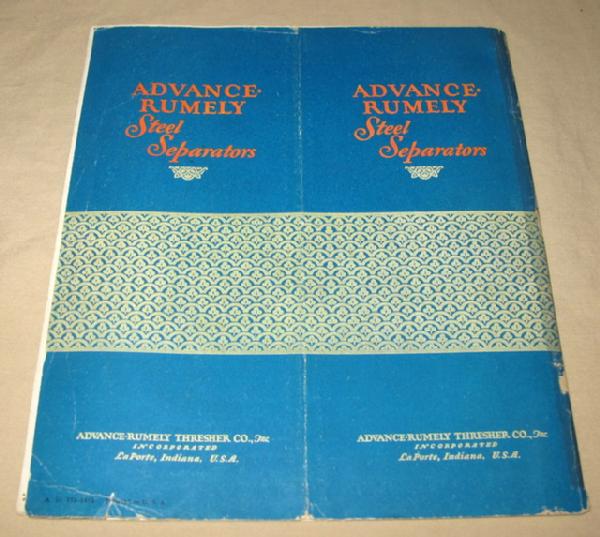 ADVANCE-
RUMELY
Steel
Separators
ADVANCE-RUMELY THRESHER CO., Inc
INCORPORATED
La Porte, Indiana, U.S.A.
ADVANCE-
RUMELY
Steel
Separators
ADVANCE-RUMELY THRESHER CO., Inc
INCORPORATED
La Porte, Indiana, U.S.A.
U. S. A.